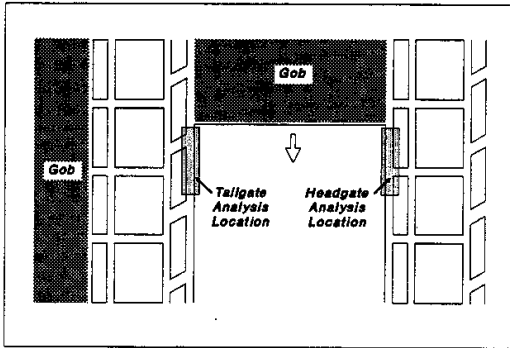 Gob
Gob
Tailgate
Analysis
Location
Headgate
Analysis
Location